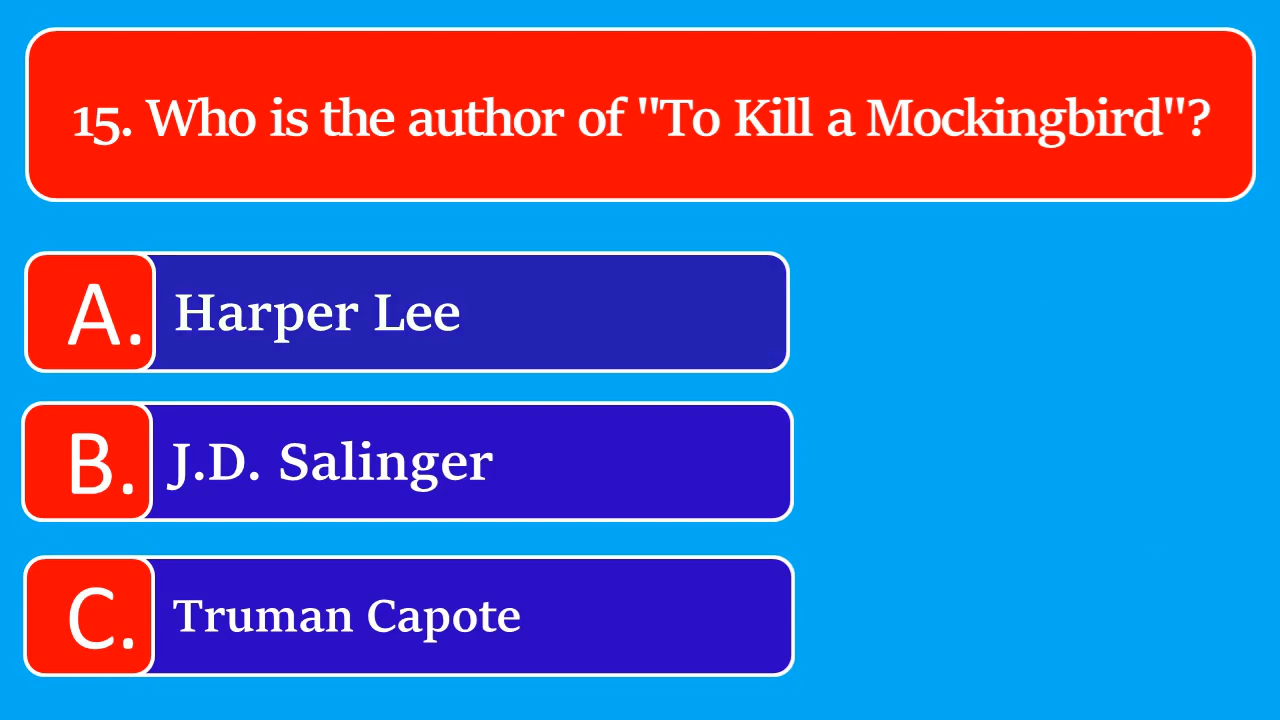 15. Who is the author of "To Kill a Mockingbird"?
A. Harper Lee
B. J.D. Salinger
C. Truman Capote